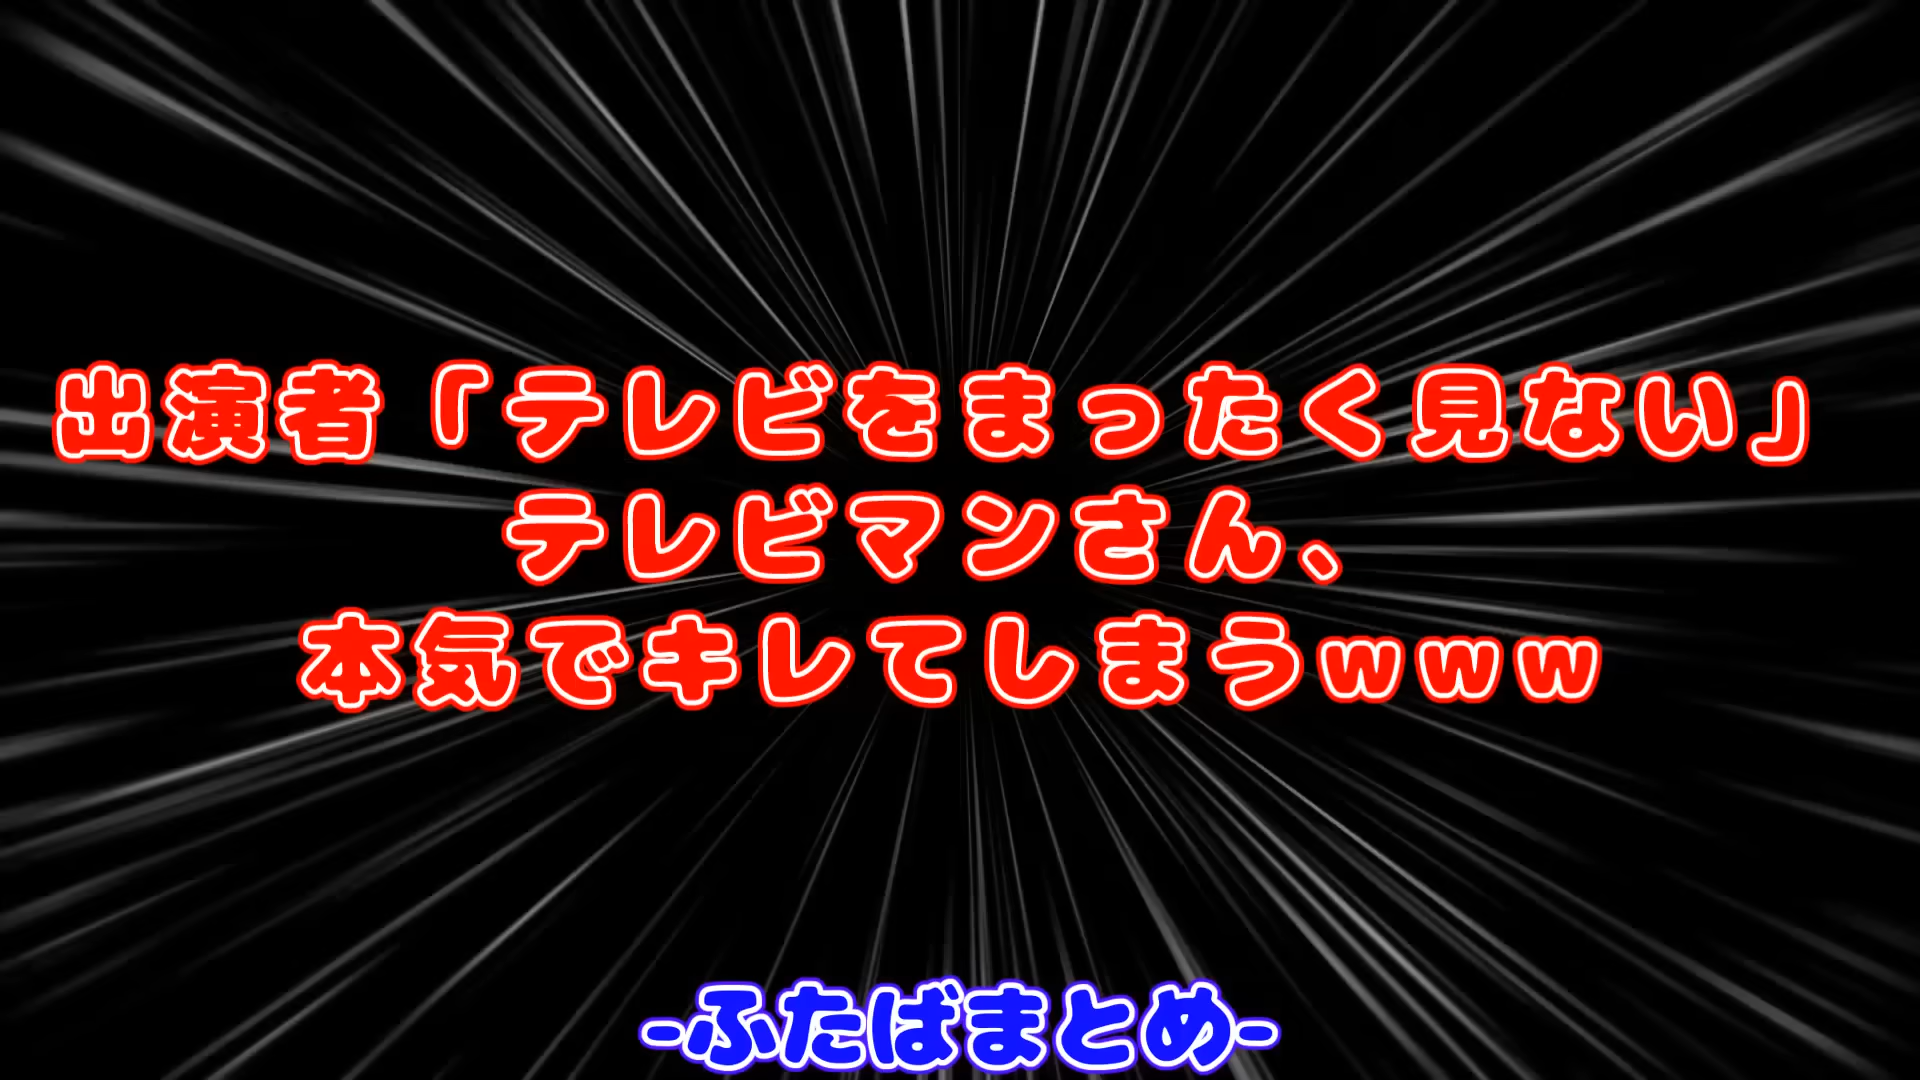 出演者「テレビをまったく見ない」
テレビマンさん、
本気でキレてしまうwww
-ふたばまとめ-